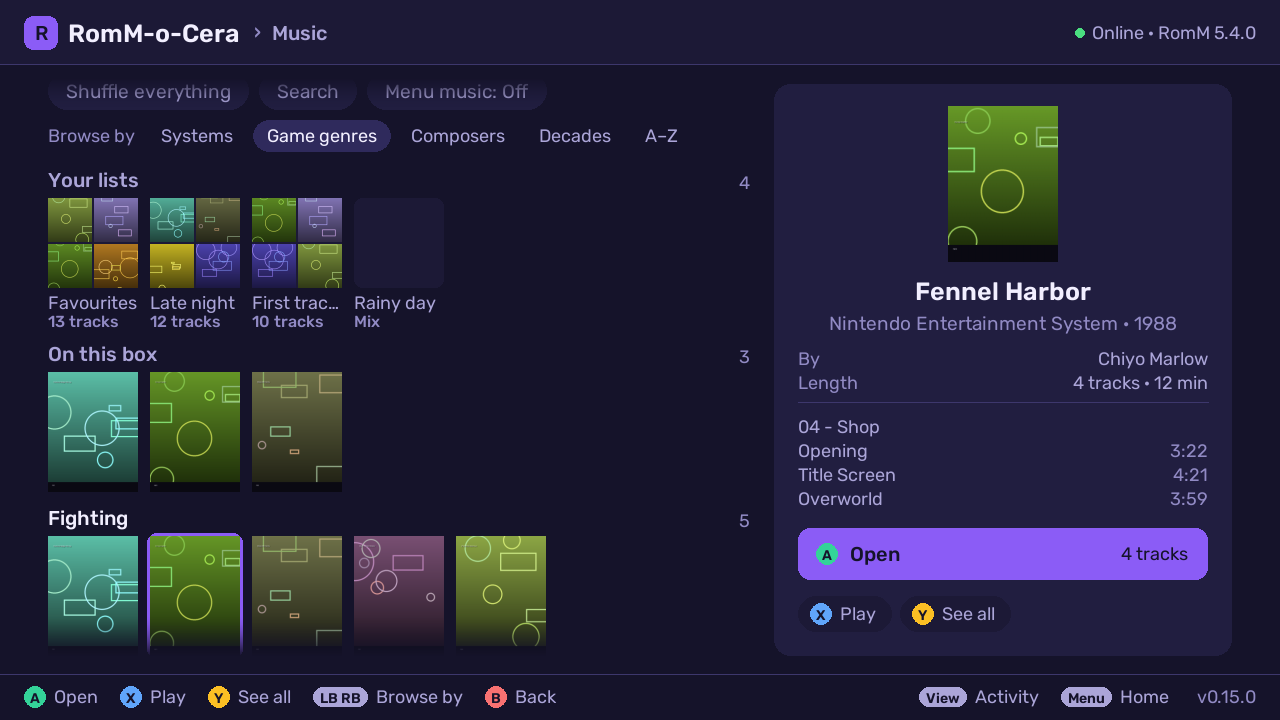 R RomM-o-Cera › Music
Online • RomM 5.4.0
Shuffle everything Search Menu music: Off
Browse by Systems Game genres Composers Decades A–Z
Your lists 4
Favourites Late night First trac… Rainy day
13 tracks 12 tracks 10 tracks Mix
On this box 3
Fighting 5
Fennel Harbor
Nintendo Entertainment System • 1988
By Chiyo Marlow
Length 4 tracks • 12 min
04 - Shop
Opening 3:22
Title Screen 4:21
Overworld 3:59
A Open 4 tracks
X Play Y See all
A Open X Play Y See all LB RB Browse by B Back
View Activity Menu Home v0.15.0